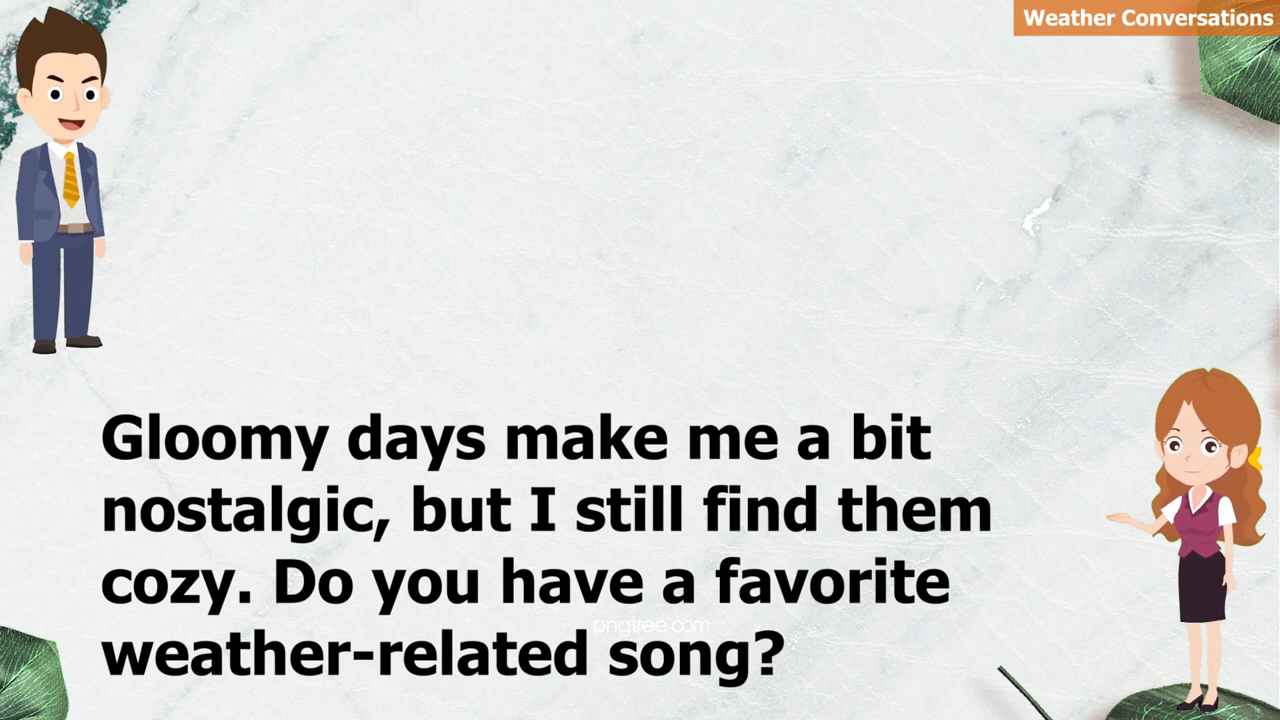 Weather Conversations
Gloomy days make me a bit
nostalgic, but I still find them
cozy. Do you have a favorite
pngtree.com
weather-related song?